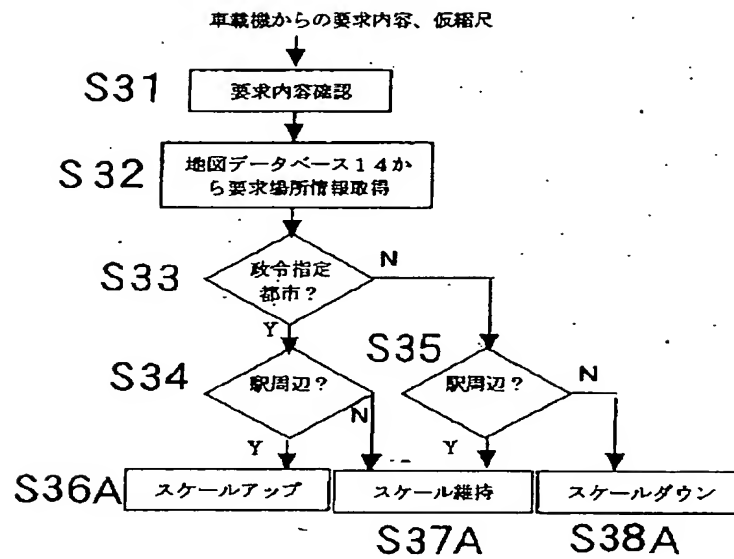 車載機からの要求内容、仮縮尺
S31
要求内容確認
S32
地図データベース14か
ら要求場所情報取得
S33
政令指定
都市?
N
Y
S34
駅周辺?
N
Y
S35
駅周辺?
N
Y
S36A
スケールアップ
スケール維持
S37A
スケールダウン
S38A